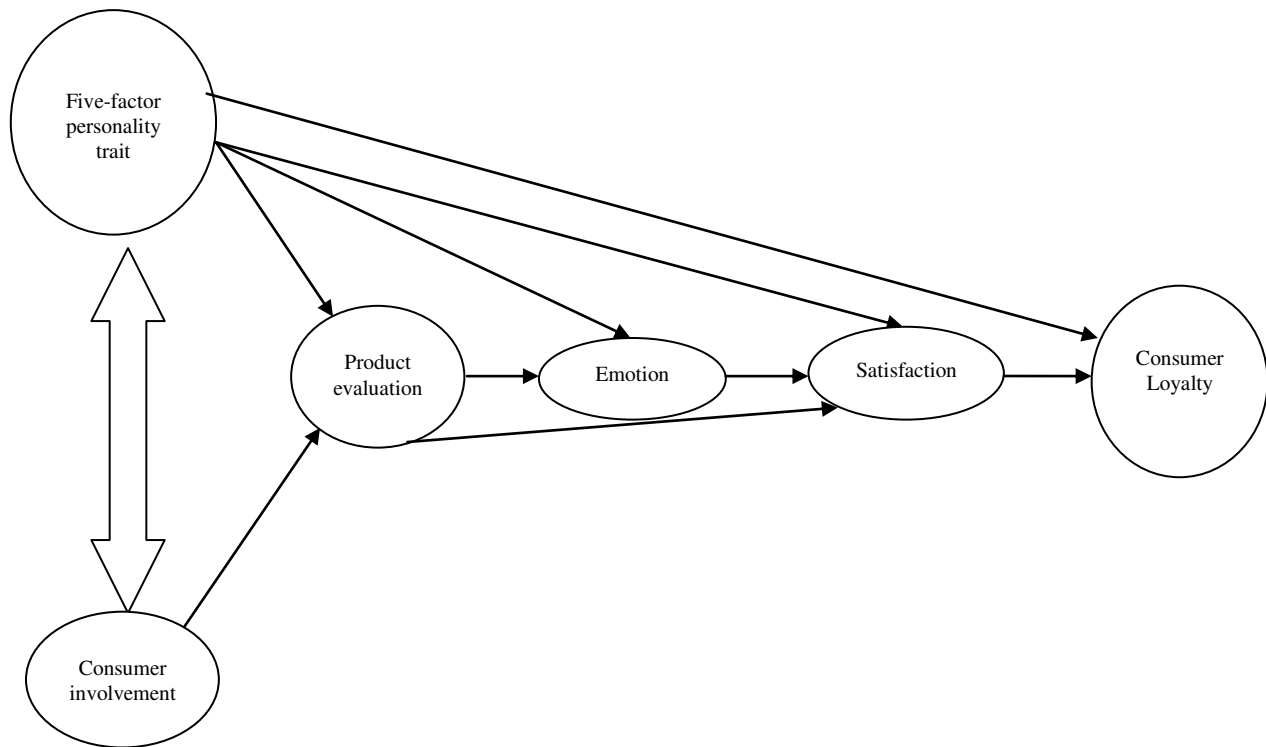 Five-factor
personality
trait
Product
evaluation
Emotion
Satisfaction
Consumer
Loyalty
Consumer
involvement